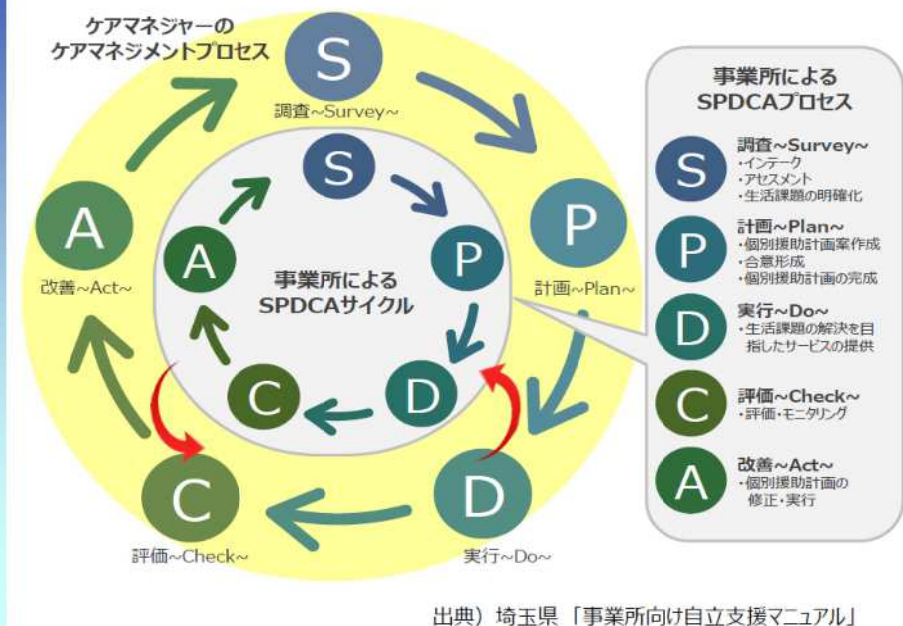 ケアマネジャーの
ケアマネジメントプロセス
S
調査~Survey~
P
計画~Plan~
D
実行~Do~
C
評価~Check~
A
改善~Act~
S
P
D
C
A
事業所による
SPDCAサイクル
事業所による
SPDCAプロセス
S
調査~Survey~
・インテーク
・アセスメント
・生活課題の明確化
P
計画~Plan~
・個別援助計画案作成
・合意形成
・個別援助計画の完成
D
実行~Do~
・生活課題の解決を目
指したサービスの提供
C
評価~Check~
・評価・モニタリング
A
改善~Act~
・個別援助計画の
修正・実行
出典）埼玉県「事業所向け自立支援マニュアル」